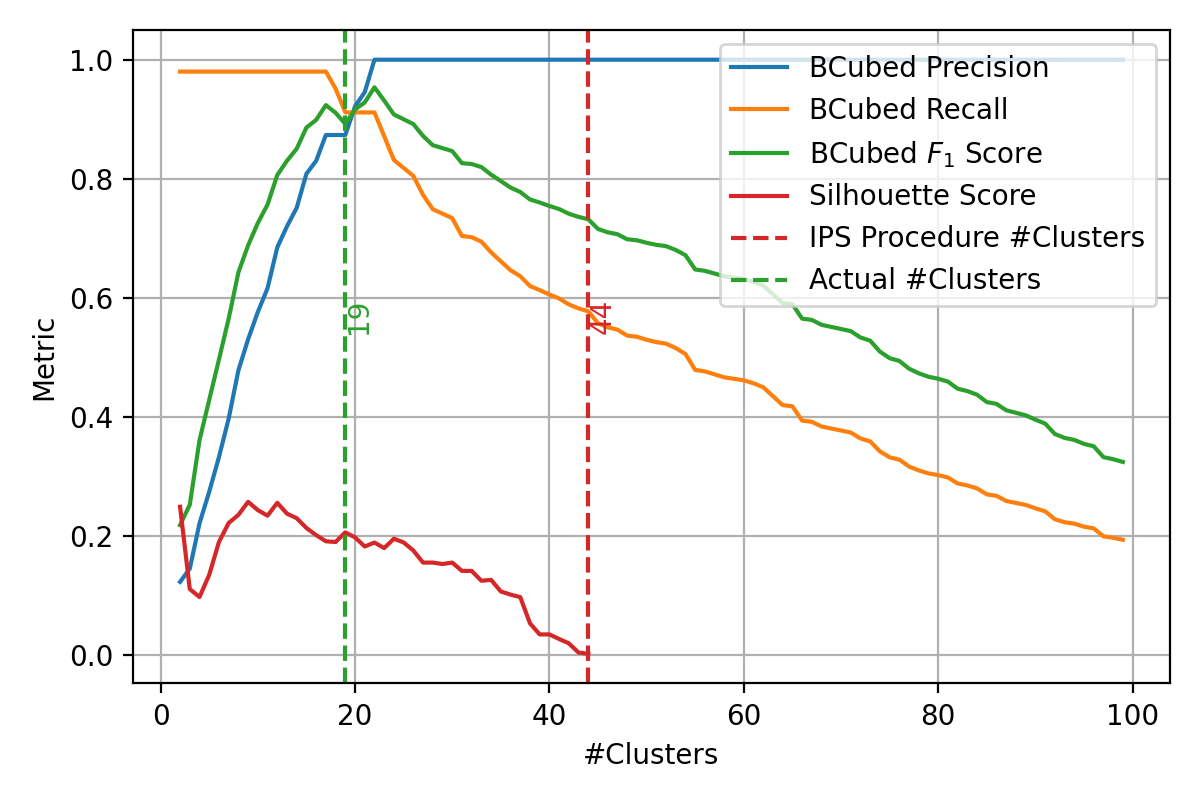 1.0
0.8
0.6
0.4
0.2
0.0
Metric
0
20
40
60
80
100
#Clusters
19
44
BCubed Precision
BCubed Recall
BCubed F₁ Score
Silhouette Score
IPS Procedure #Clusters
Actual #Clusters